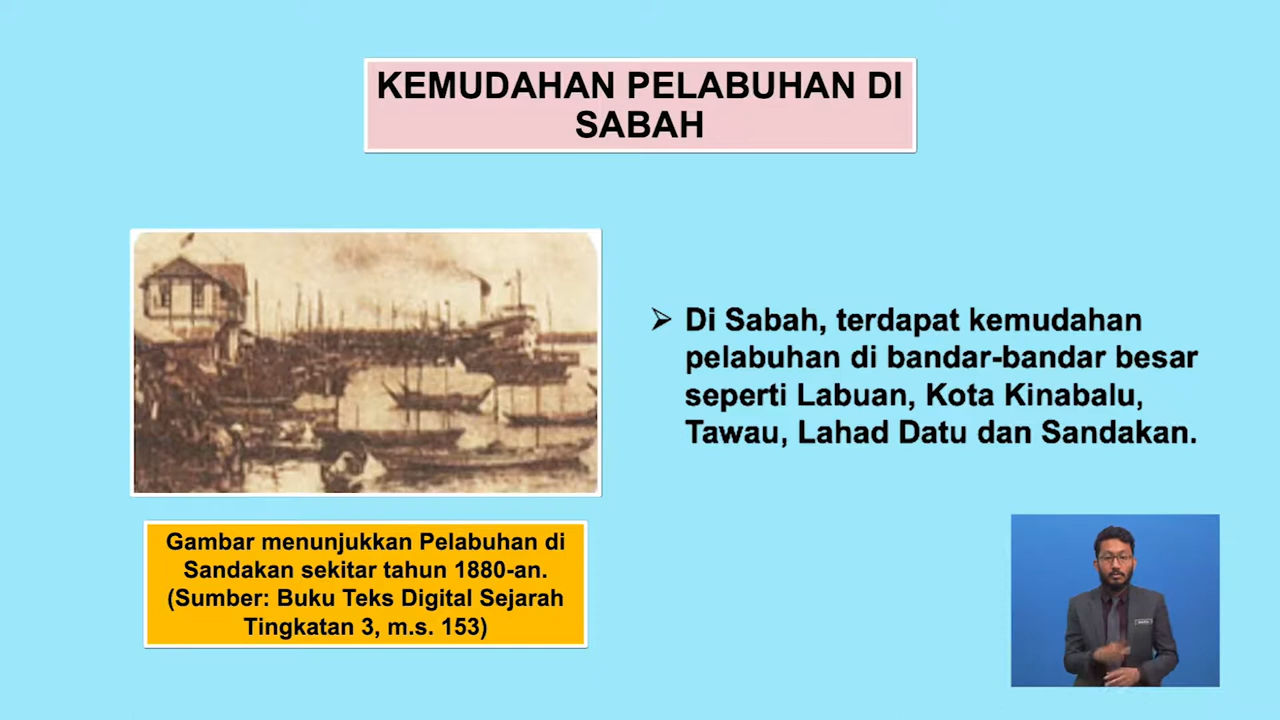 KEMUDAHAN PELABUHAN DI
SABAH
➢ Di Sabah, terdapat kemudahan
pelabuhan di bandar-bandar besar
seperti Labuan, Kota Kinabalu,
Tawau, Lahad Datu dan Sandakan.
Gambar menunjukkan Pelabuhan di
Sandakan sekitar tahun 1880-an.
(Sumber: Buku Teks Digital Sejarah
Tingkatan 3, m.s. 153)